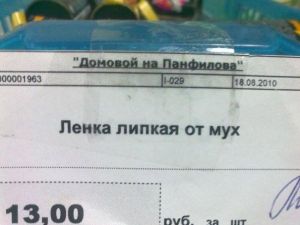 "Домовой на Панфилова"
000001963 I-029 18.08.2010
Ленка липкая от мух
13,00 руб. за шт